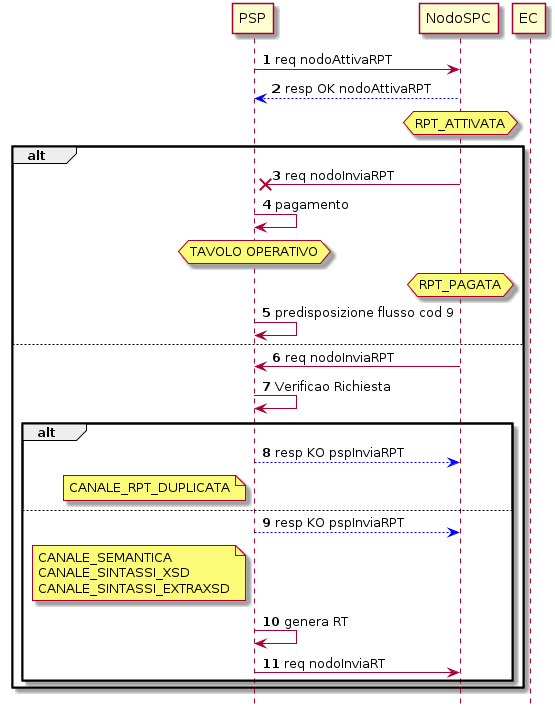 PSP
NodoSPC
EC
1 req nodoAttivaRPT
2 resp OK nodoAttivaRPT
RPT_ATTIVATA
alt
3 req nodoInviaRPT
4 pagamento
TAVOLO OPERATIVO
RPT_PAGATA
5 predisposizione flusso cod 9
6 req nodoInviaRPT
7 Verificao Richiesta
alt
8 resp KO pspInviaRPT
CANALE_RPT_DUPLICATA
9 resp KO pspInviaRPT
CANALE_SEMANTICA
CANALE_SINTASSI_XSD
CANALE_SINTASSI_EXTRAXSD
10 genera RT
11 req nodoInviaRT